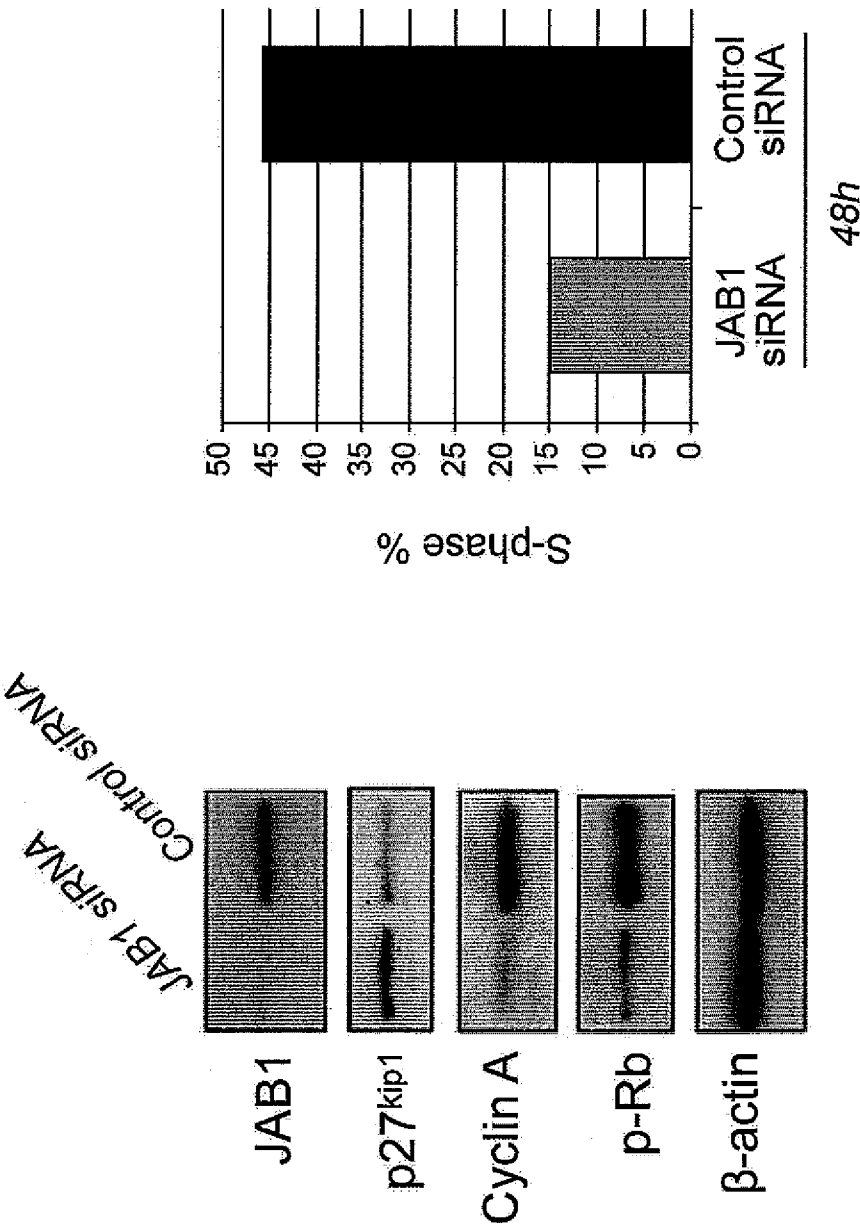 JAB1 siRNA
Control siRNA
JAB1
p27kip1
Cyclin A
p-Rb
β-actin
S-phase %
50
45
40
35
30
25
20
15
10
5
0
JAB1
siRNA
Control
siRNA
48h